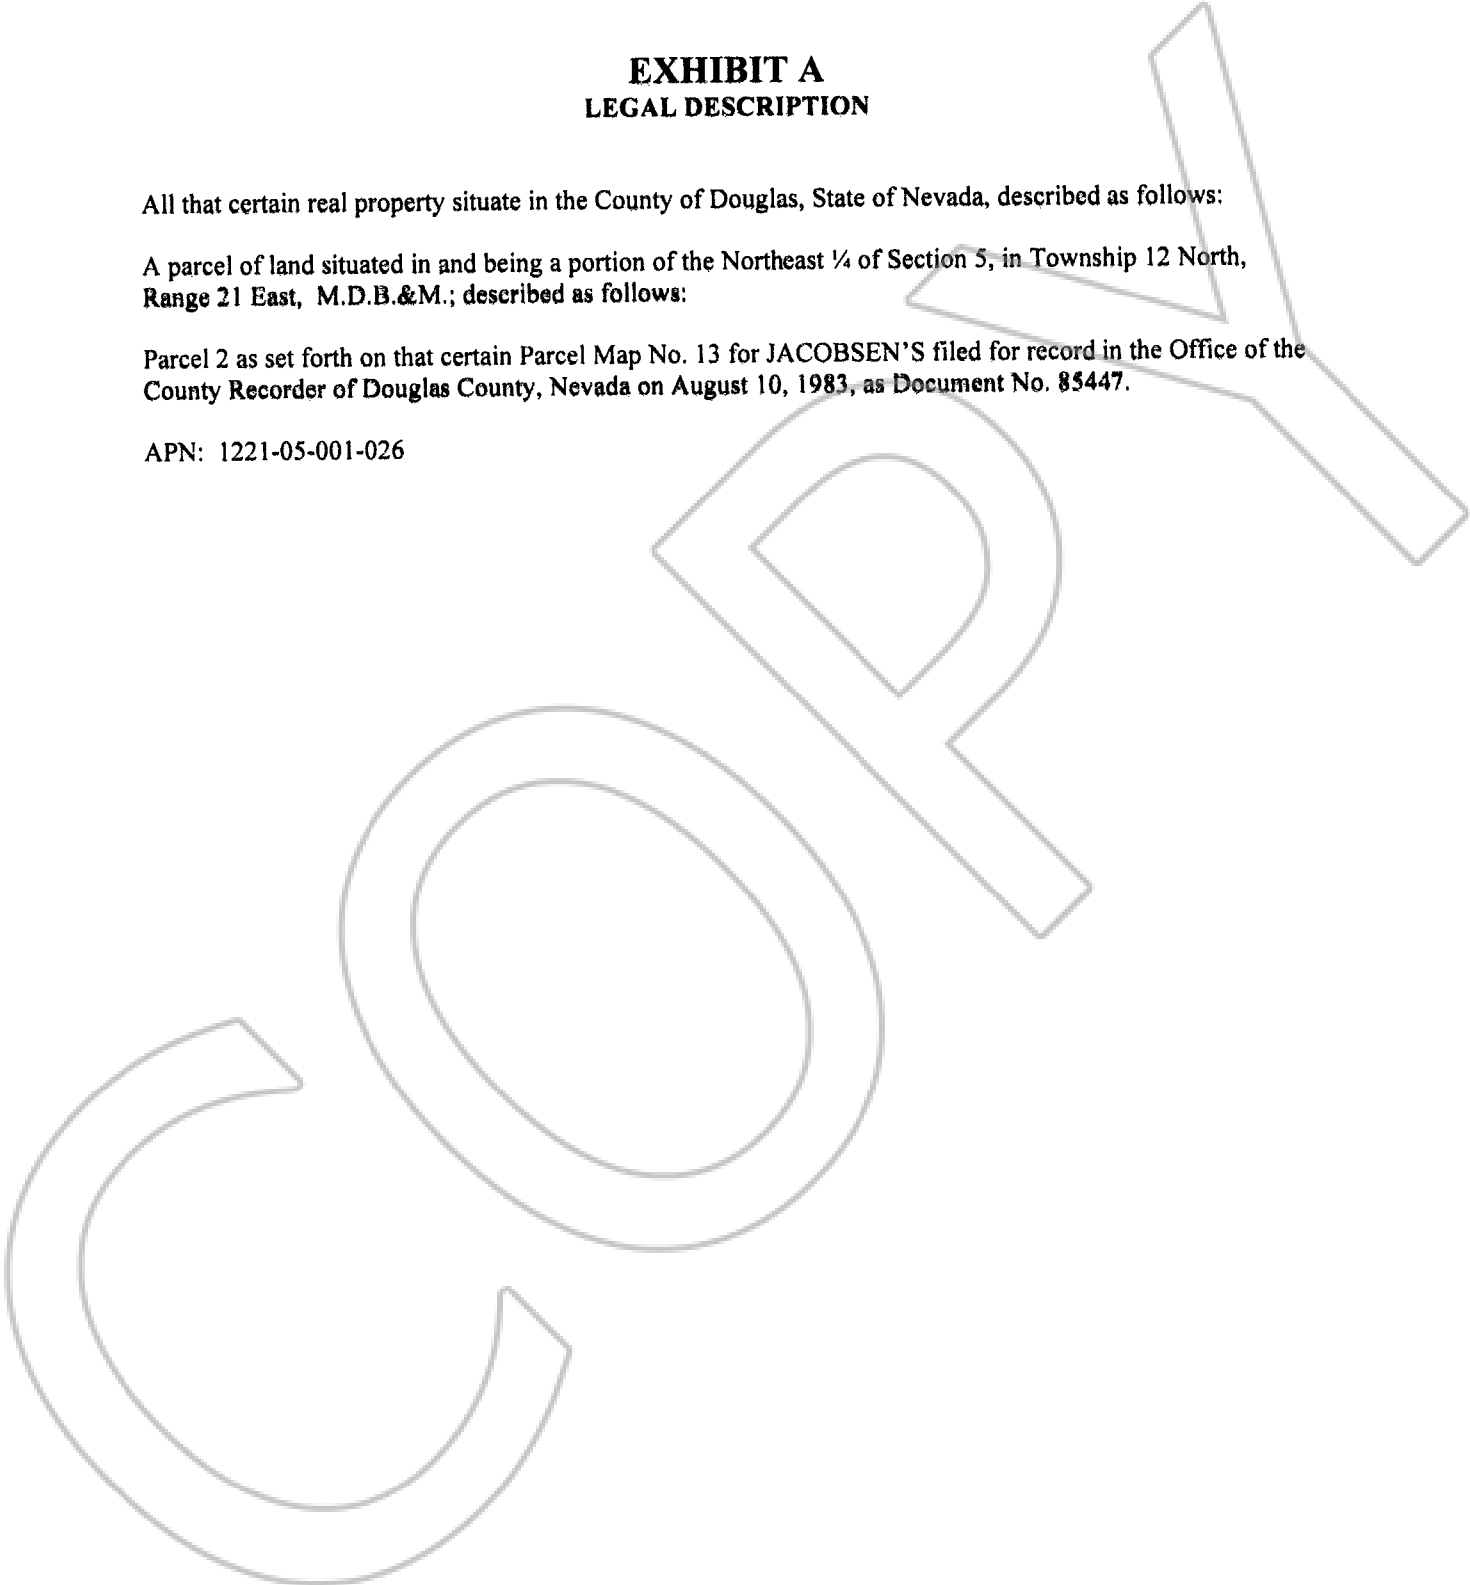 EXHIBIT A
LEGAL DESCRIPTION
All that certain real property situate in the County of Douglas, State of Nevada, described as follows:
A parcel of land situated in and being a portion of the Northeast ¼ of Section 5, in Township 12 North,
Range 21 East, M.D.B.&M.; described as follows:
Parcel 2 as set forth on that certain Parcel Map No. 13 for JACOBSEN'S filed for record in the Office of the
County Recorder of Douglas County, Nevada on August 10, 1983, as Document No. 85447.
APN: 1221-05-001-026
COPY